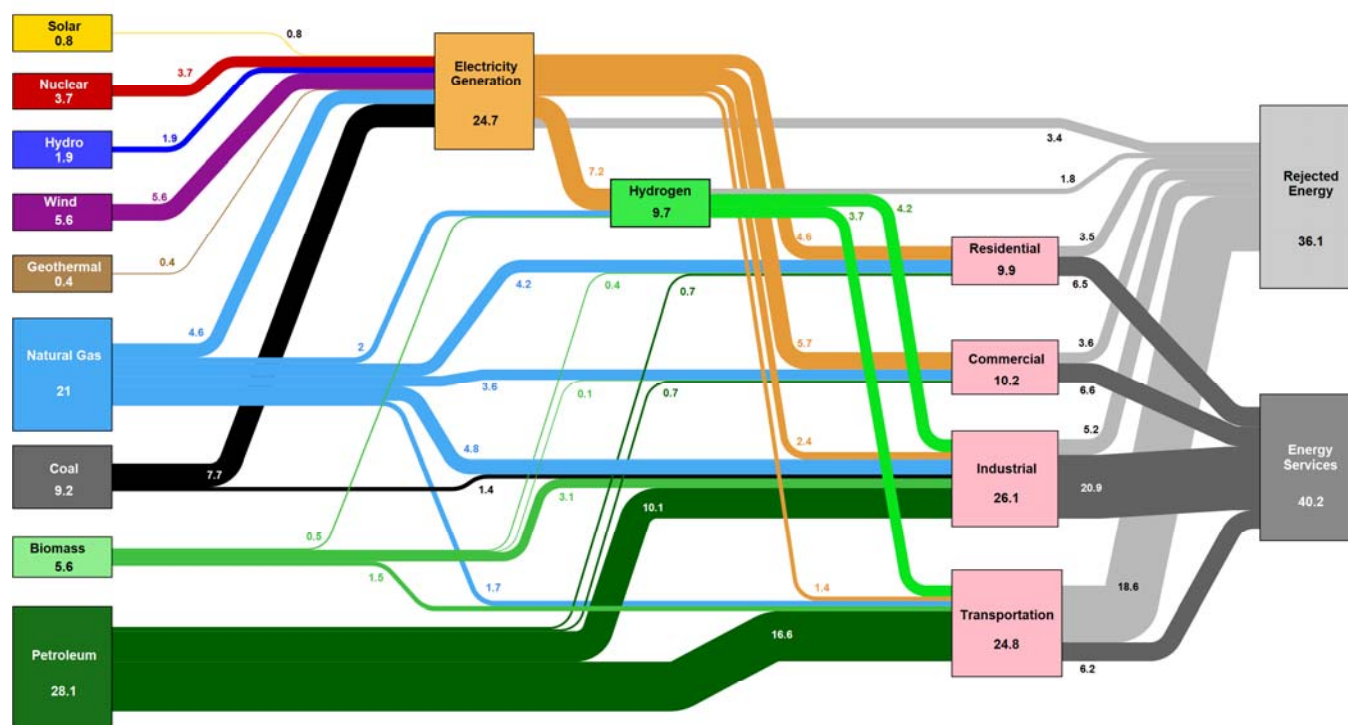 Solar
0.8
0.8
Nuclear
3.7
3.7
Hydro
1.9
1.9
Wind
5.6
5.6
Geothermal
0.4
0.4
Natural Gas
21
4.6
2
4.2
3.6
4.8
1.7
Coal
9.2
7.7
1.4
Biomass
5.6
0.5
0.4
0.1
3.1
1.5
Petroleum
28.1
0.7
0.7
10.1
16.6
Electricity
Generation
24.7
7.2
3.4
4.6
5.7
2.4
1.4
Hydrogen
9.7
1.8
4.2
3.7
Residential
9.9
3.5
6.5
Commercial
10.2
3.6
6.6
Industrial
26.1
5.2
20.9
Transportation
24.8
18.6
6.2
Rejected
Energy
36.1
Energy
Services
40.2